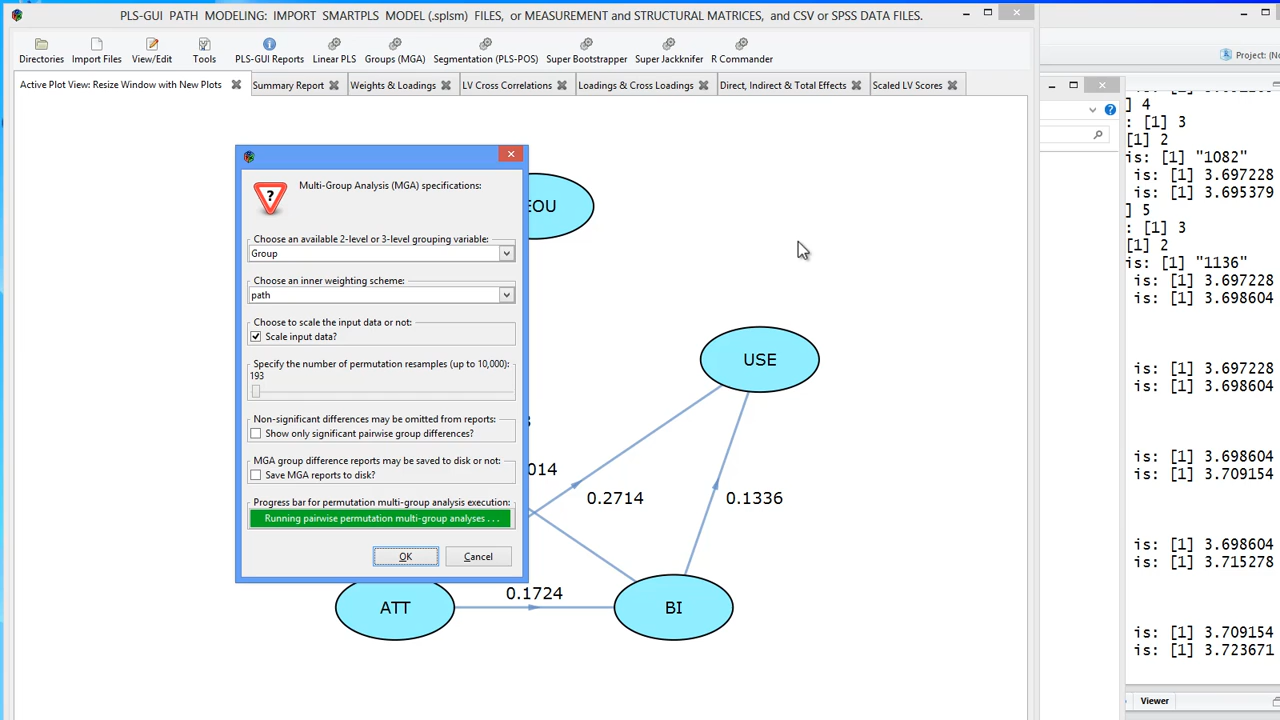 PLS-GUI PATH MODELING: IMPORT SMARTPLS MODEL (.splsm) FILES, or MEASUREMENT and STRUCTURAL MATRICES, and CSV or SPSS DATA FILES.
Directories Import Files View/Edit Tools PLS-GUI Reports Linear PLS Groups (MGA) Segmentation (PLS-POS) Super Bootstrapper Super Jackknifer R Commander
Project: (No
Active Plot View: Resize Window with New Plots Summary Report Weights & Loadings LV Cross Correlations Loadings & Cross Loadings Direct, Indirect & Total Effects Scaled LV Scores
Multi-Group Analysis (MGA) specifications:
Choose an available 2-level or 3-level grouping variable:
Group
Choose an inner weighting scheme:
path
Choose to scale the input data or not:
Scale input data?
Specify the number of permutation resamples (up to 10,000):
193
Non-significant differences may be omitted from reports:
Show only significant pairwise group differences?
MGA group difference reports may be saved to disk or not:
Save MGA reports to disk?
Progress bar for permutation multi-group analysis execution:
Running pairwise permutation multi-group analyses . . .
OK Cancel
EOU
USE
014
0.2714
0.1336
0.1724
ATT
BI
] 4
: [1] 3
[1] 2
is: [1] "1082"
is: [1] 3.697228
is: [1] 3.695379
] 5
: [1] 3
[1] 2
is: [1] "1136"
is: [1] 3.697228
is: [1] 3.698604
is: [1] 3.697228
is: [1] 3.698604
is: [1] 3.698604
is: [1] 3.709154
is: [1] 3.698604
is: [1] 3.715278
is: [1] 3.709154
is: [1] 3.723671
Viewer